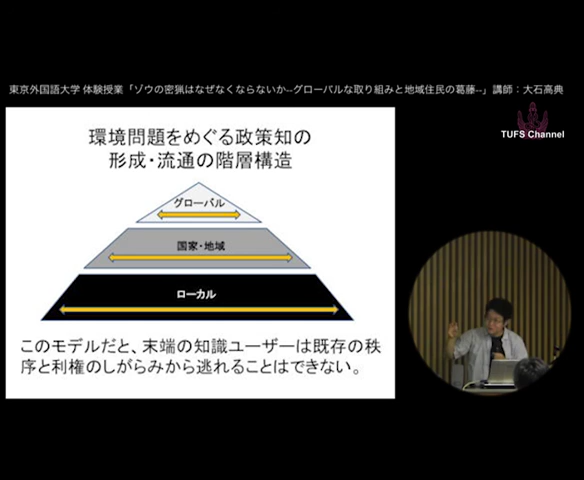 東京外国語大学 体験授業「ゾウの密猟はなぜなくならないか--グローバルな取り組みと地域住民の葛藤--」講師：大石高典
TUFS Channel
環境問題をめぐる政策知の
形成・流通の階層構造
グローバル
国家・地域
ローカル
このモデルだと、末端の知識ユーザーは既存の秩
序と利権のしがらみから逃れることはできない。